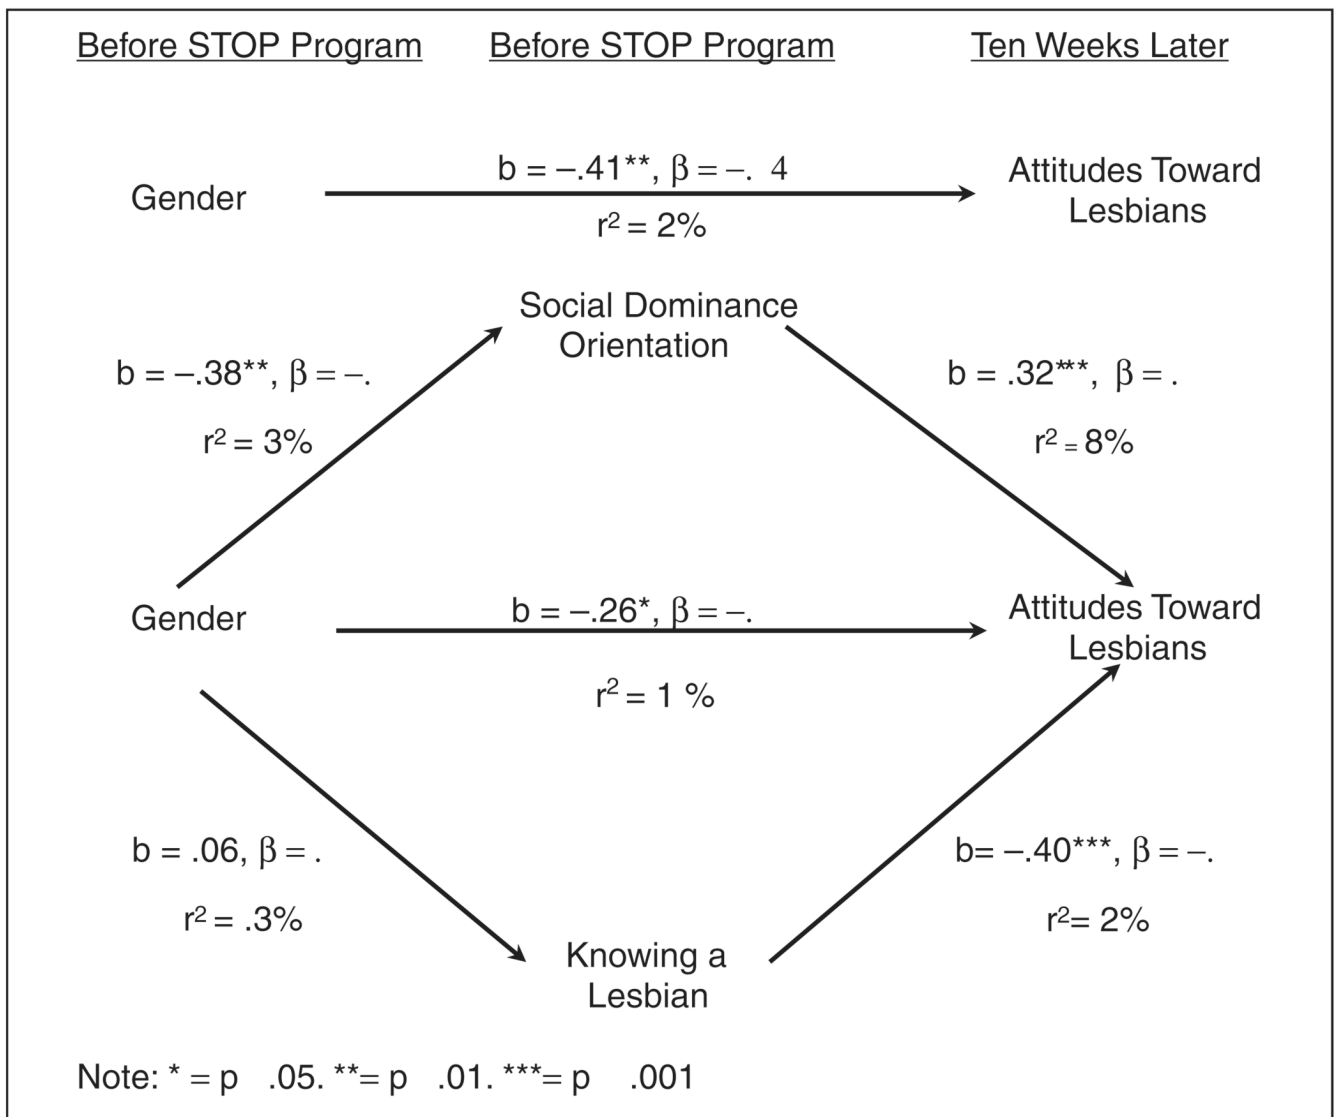 Before STOP Program Before STOP Program Ten Weeks Later
b = –.41**, β = –. 4
Gender
Attitudes Toward
Lesbians
r² = 2%
Social Dominance
Orientation
b = –.38**, β = –.
r² = 3%
b = .32***, β = .
r² = 8%
Gender
b = –.26*, β = –.
r² = 1 %
Attitudes Toward
Lesbians
b = .06, β = .
r² = .3%
b= –.40***, β = –.
r²= 2%
Knowing a
Lesbian
Note: * = p .05. **= p .01. ***= p .001